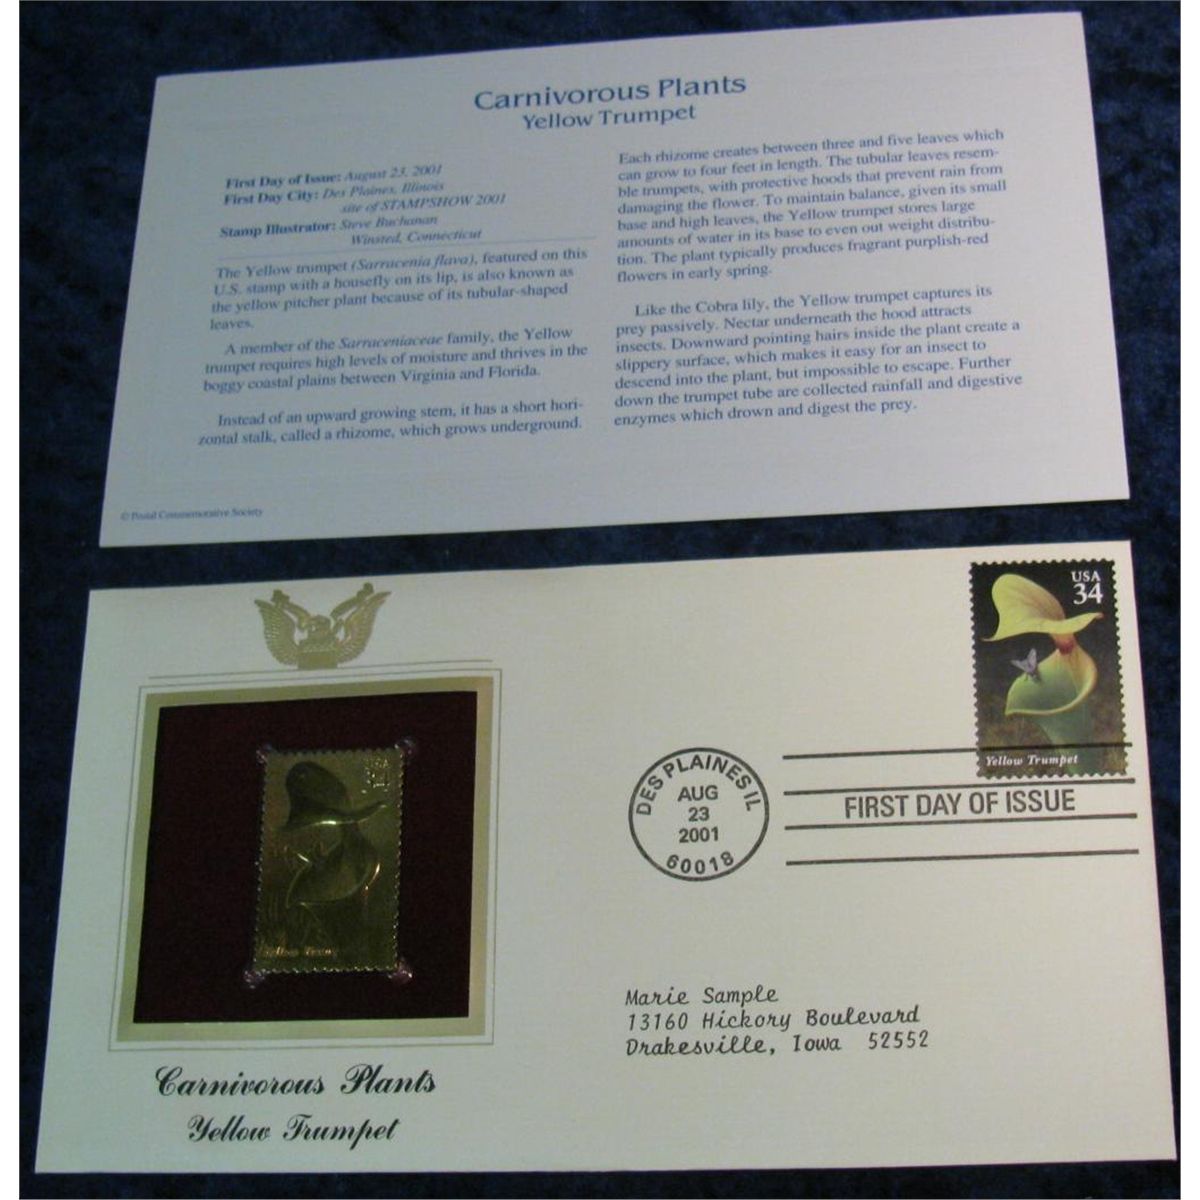 Carnivorous Plants
Yellow Trumpet
First Day of Issue: August 23, 2001
First Day City: Des Plaines, Illinois
site of STAMPSHOW 2001
Stamp Illustrator: Steve Buchanan
Winsted, Connecticut
The Yellow trumpet (Sarracenia flava), featured on this
U.S. stamp with a housefly on its lip, is also known as
the yellow pitcher plant because of its tubular-shaped
leaves.
A member of the Sarraceniaceae family, the Yellow
trumpet requires high levels of moisture and thrives in the
boggy coastal plains between Virginia and Florida.
Instead of an upward growing stem, it has a short hori-
zontal stalk, called a rhizome, which grows underground.
Each rhizome creates between three and five leaves which
can grow to four feet in length. The tubular leaves resem-
ble trumpets, with protective hoods that prevent rain from
damaging the flower. To maintain balance, given its small
base and high leaves, the Yellow trumpet stores large
amounts of water in its base to even out weight distribu-
tion. The plant typically produces fragrant purplish-red
flowers in early spring.
Like the Cobra lily, the Yellow trumpet captures its
prey passively. Nectar underneath the hood attracts
insects. Downward pointing hairs inside the plant create a
slippery surface, which makes it easy for an insect to
descend into the plant, but impossible to escape. Further
down the trumpet tube are collected rainfall and digestive
enzymes which drown and digest the prey.
© Postal Commemorative Society
USA
34
Yellow Trumpet
USA
34
Yellow Trumpet
DES PLAINES IL
AUG
23
2001
60018
FIRST DAY OF ISSUE
Marie Sample
13160 Hickory Boulevard
Drakesville, Iowa 52552
Carnivorous Plants
Yellow Trumpet